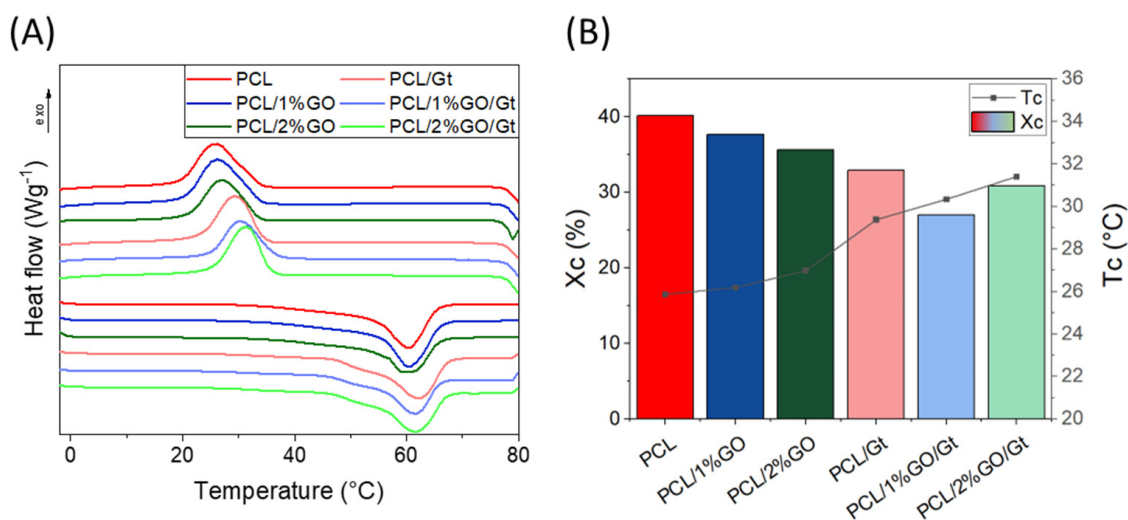 (A)
(B)
exo
PCL
PCL/Gt
PCL/1%GO
PCL/1%GO/Gt
PCL/2%GO
PCL/2%GO/Gt
Heat flow (Wg⁻¹)
0 20 40 60 80
Temperature (°C)
Tc
Xc
40
30
20
10
0
Xc (%)
36
34
32
30
28
26
24
22
20
Tc (°C)
PCL
PCL/1%GO
PCL/2%GO
PCL/Gt
PCL/1%GO/Gt
PCL/2%GO/Gt